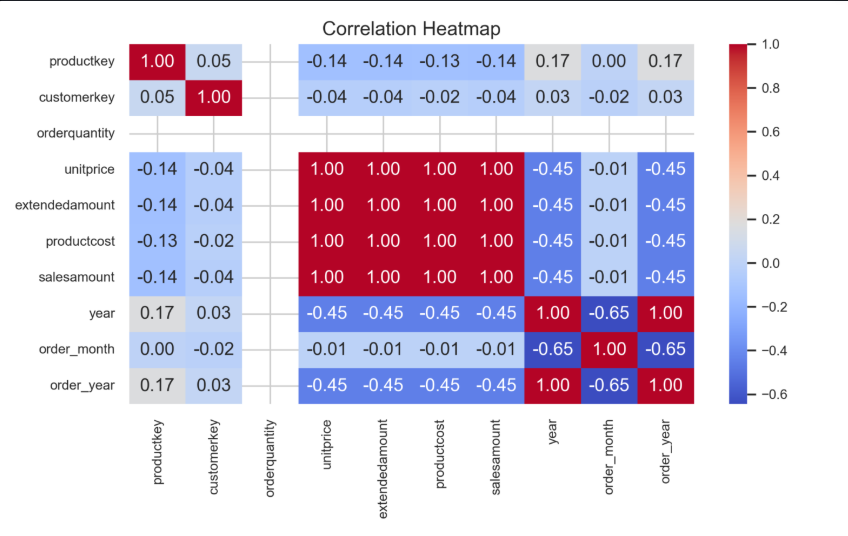 Correlation Heatmap
productkey 1.00 0.05 -0.14 -0.14 -0.13 -0.14 0.17 0.00 0.17
customerkey 0.05 1.00 -0.04 -0.04 -0.02 -0.04 0.03 -0.02 0.03
orderquantity
unitprice -0.14 -0.04 1.00 1.00 1.00 1.00 -0.45 -0.01 -0.45
extendedamount -0.14 -0.04 1.00 1.00 1.00 1.00 -0.45 -0.01 -0.45
productcost -0.13 -0.02 1.00 1.00 1.00 1.00 -0.45 -0.01 -0.45
salesamount -0.14 -0.04 1.00 1.00 1.00 1.00 -0.45 -0.01 -0.45
year 0.17 0.03 -0.45 -0.45 -0.45 -0.45 1.00 -0.65 1.00
order_month 0.00 -0.02 -0.01 -0.01 -0.01 -0.01 -0.65 1.00 -0.65
order_year 0.17 0.03 -0.45 -0.45 -0.45 -0.45 1.00 -0.65 1.00
productkey
customerkey
orderquantity
unitprice
extendedamount
productcost
salesamount
year
order_month
order_year
1.0
0.8
0.6
0.4
0.2
0.0
−0.2
−0.4
−0.6